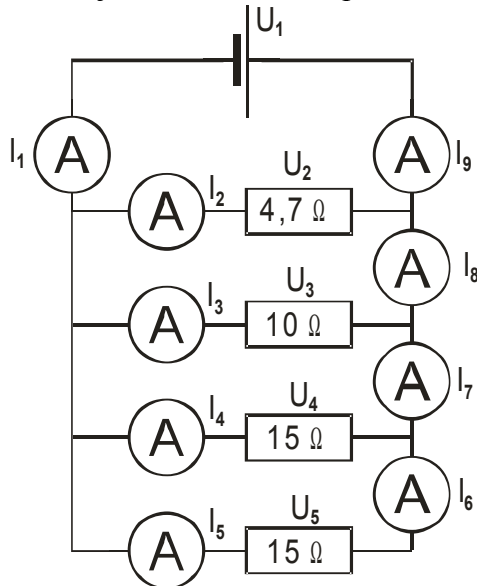 U₁
I₁ A A I₉
I₂ U₂
A 4,7 Ω
A I₈
I₃ U₃
A 10 Ω
A I₇
I₄ U₄
A 15 Ω
A I₆
I₅ U₅
A 15 Ω